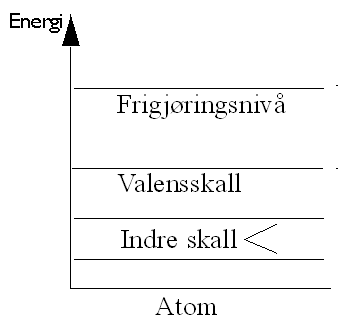 Energi
Frigjøringsnivå
Valensskall
Indre skall
Atom